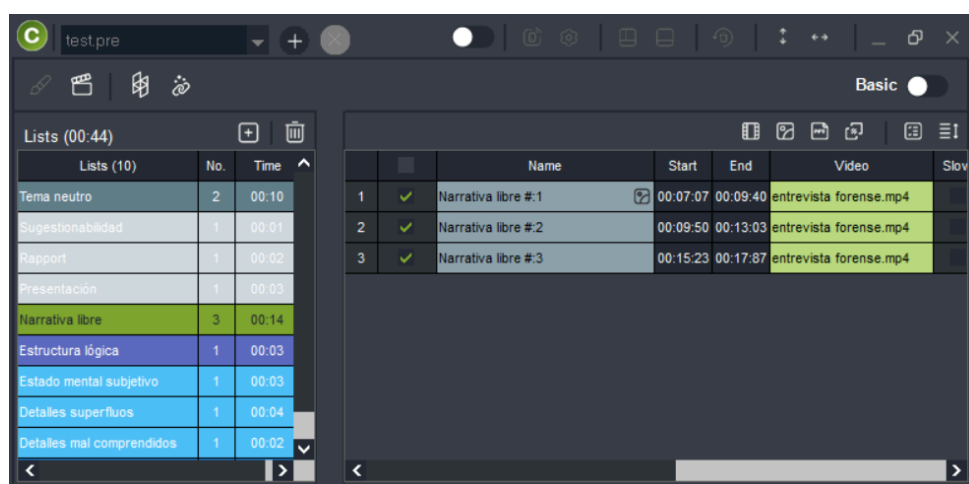 C test.pre
Basic
Lists (00:44)
Lists (10) No. Time
Tema neutro 2 00:10
Sugestionabilidad 1 00:01
Rapport 1 00:02
Presentación 1 00:03
Narrativa libre 3 00:14
Estructura lógica 1 00:03
Estado mental subjetivo 1 00:03
Detalles superfluos 1 00:04
Detalles mal comprendidos 1 00:02
Name Start End Video Slov
1 Narrativa libre #:1 00:07:07 00:09:40 entrevista forense.mp4
2 Narrativa libre #:2 00:09:50 00:13:03 entrevista forense.mp4
3 Narrativa libre #:3 00:15:23 00:17:87 entrevista forense.mp4